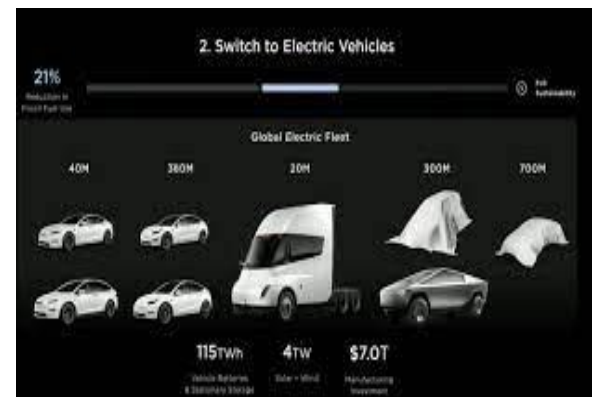 2. Switch to Electric Vehicles
21%
Reduction in
Fossil Fuel Use
Full
Sustainability
Global Electric Fleet
40M 380M 20M 300M 700M
115TWh 4TW $7.0T
Vehicle Batteries
& Stationary Storage
Solar + Wind
Manufacturing
Investment